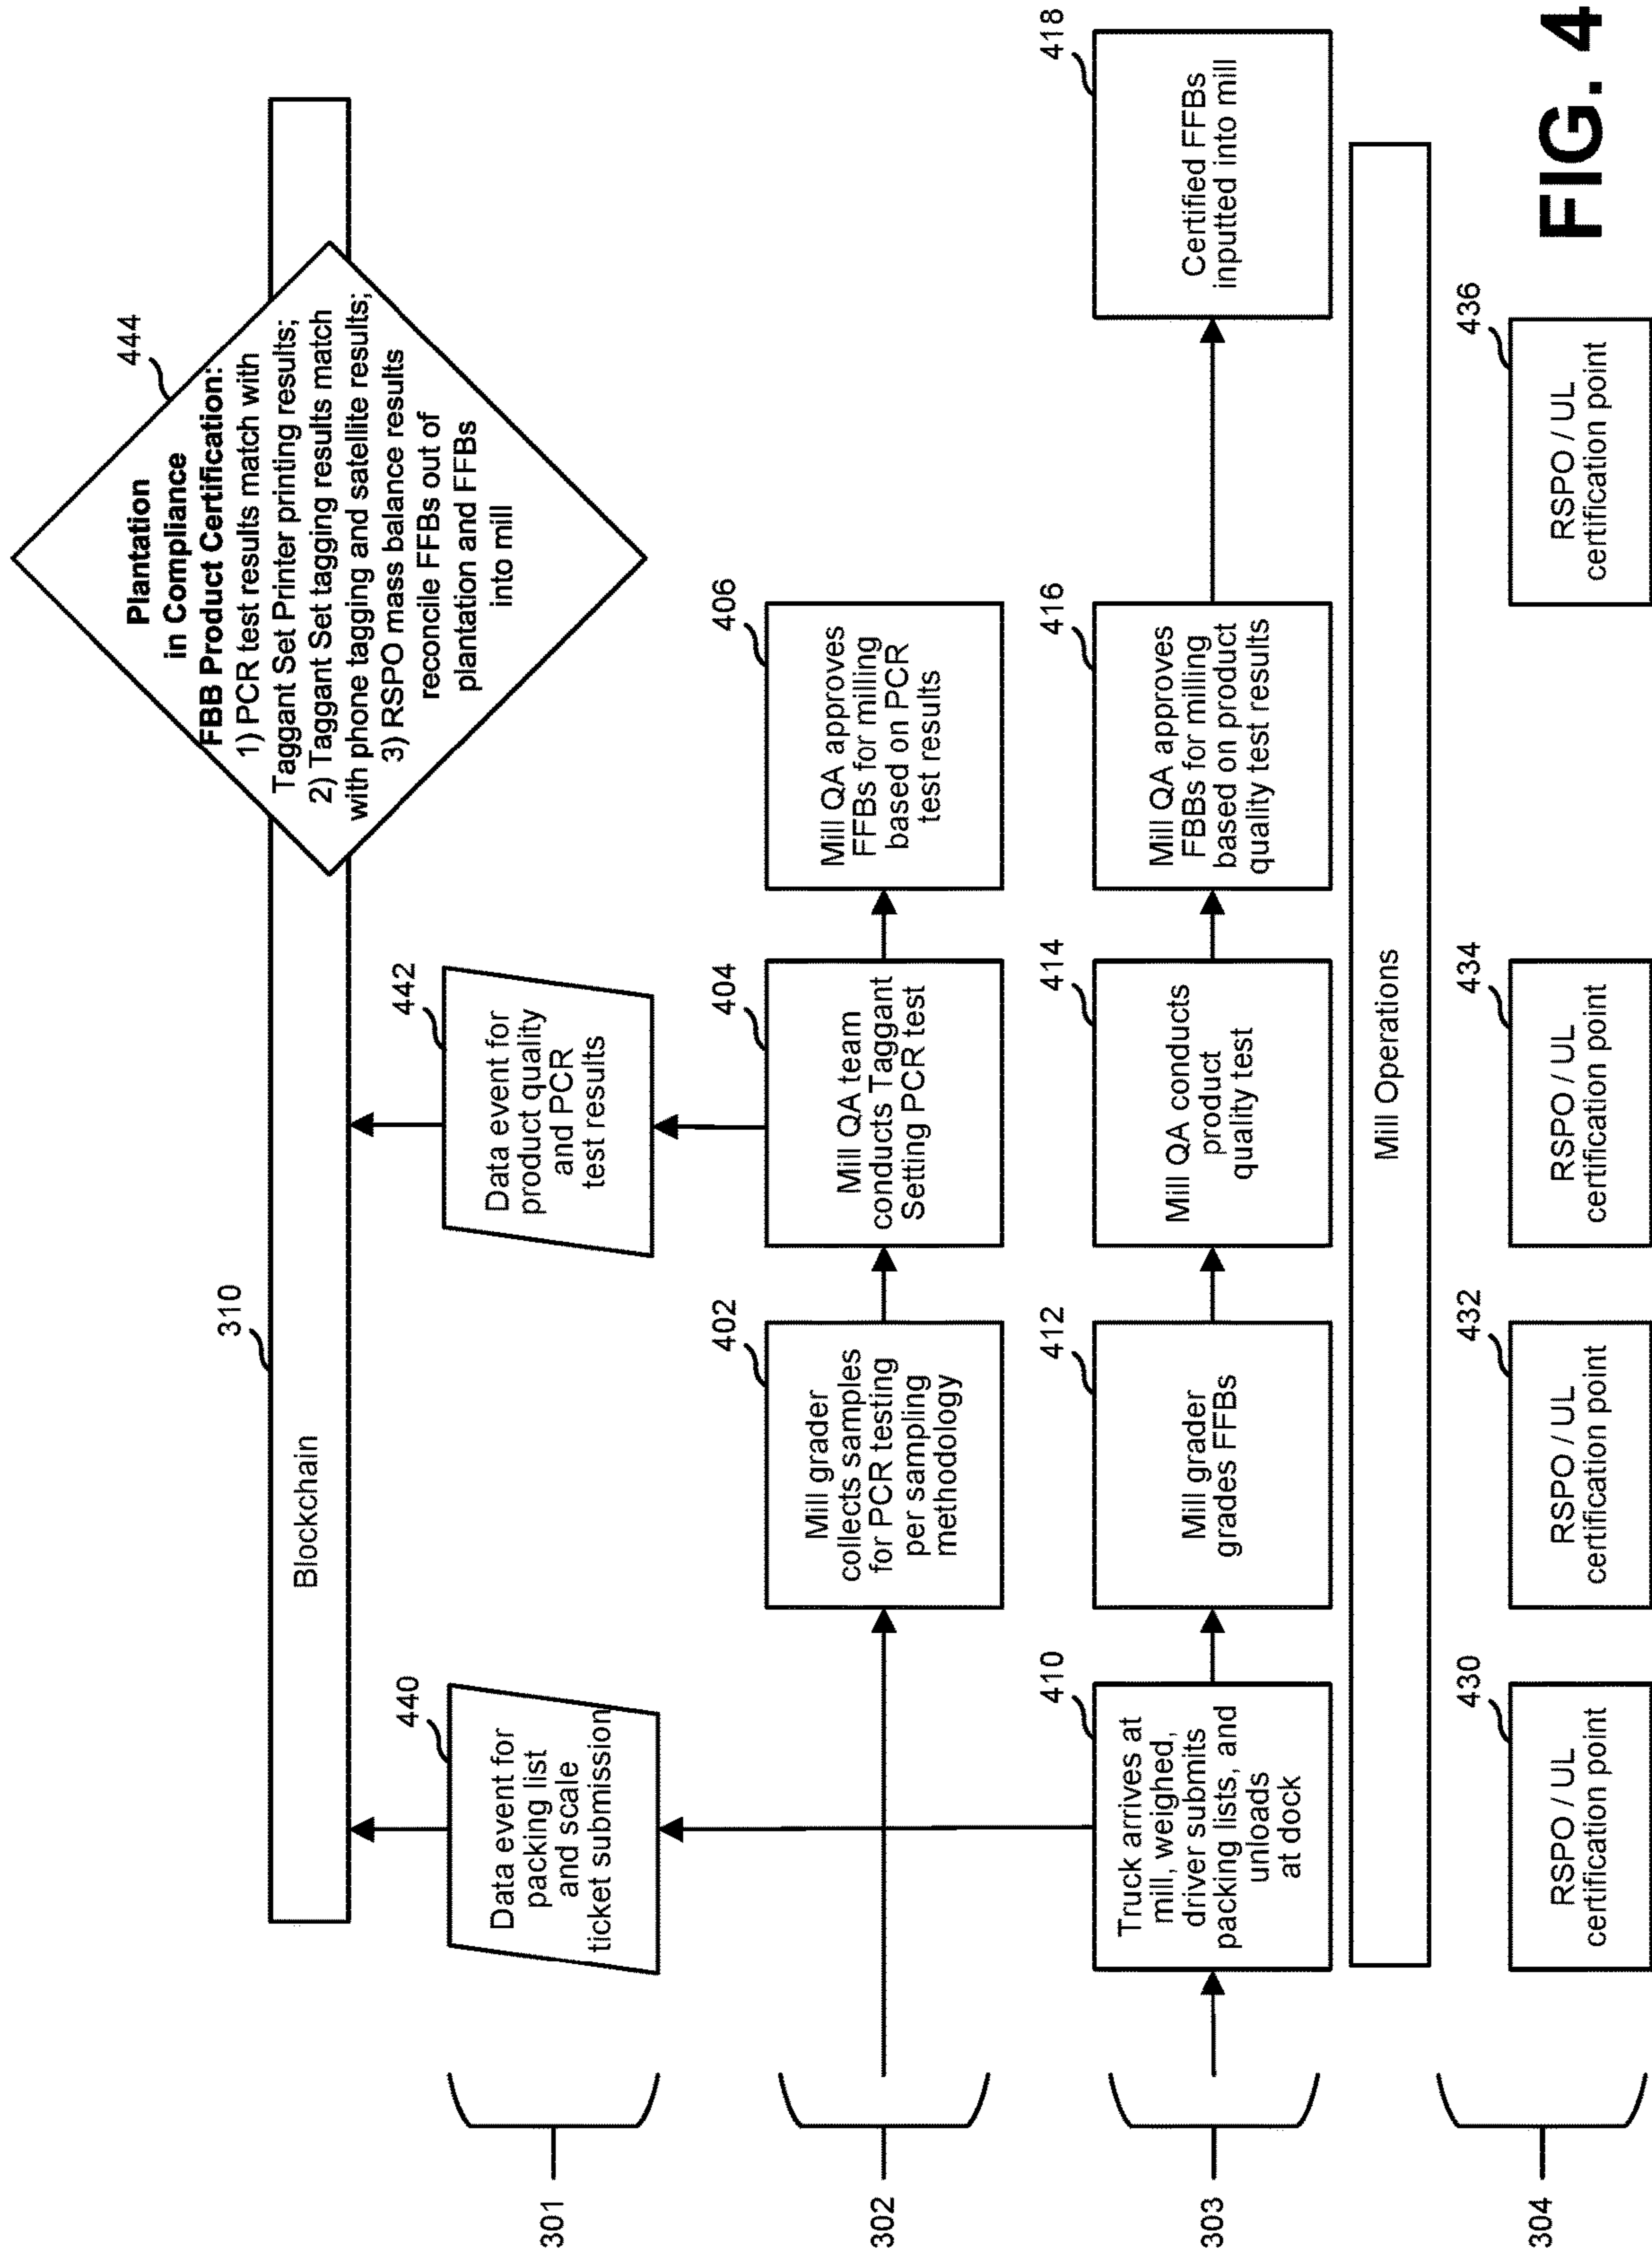 310
Blockchain
444
Plantation
in Compliance
FBB Product Certification:
1) PCR test results match with
Taggant Set Printer printing results;
2) Taggant Set tagging results match
with phone tagging and satellite results;
3) RSPO mass balance results
reconcile FFBs out of
plantation and FFBs
into mill
301
440
Data event for
packing list
and scale
ticket submission
442
Data event for
product quality
and PCR
test results
302
402
Mill grader
collects samples
for PCR testing
per sampling
methodology
404
Mill QA team
conducts Taggant
Setting PCR test
406
Mill QA approves
FFBs for milling
based on PCR
test results
303
410
Truck arrives at
mill, weighed,
driver submits
packing lists, and
unloads
at dock
412
Mill grader
grades FFBs
414
Mill QA conducts
product
quality test
416
Mill QA approves
FBBs for milling
based on product
quality test results
418
Certified FFBs
inputted into mill
Mill Operations
304
430
RSPO / UL
certification point
432
RSPO / UL
certification point
434
RSPO / UL
certification point
436
RSPO / UL
certification point
FIG. 4